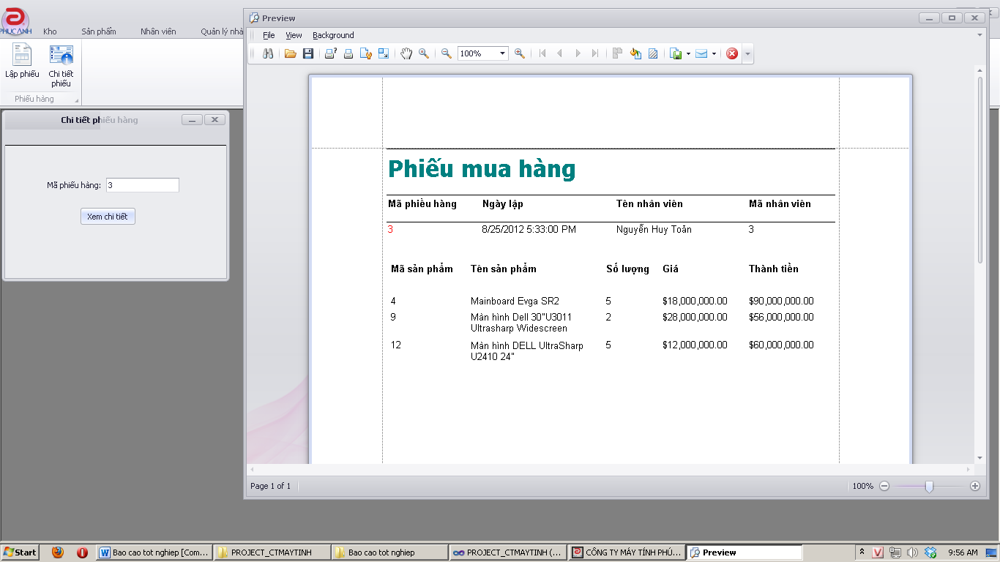 Preview
PHUCANH
Kho
Sản phẩm
Nhân viên
Quản lý nhà
File View Background
100%
Lập phiếu
Chi tiết phiếu
Phiếu hàng
Chi tiết phiếu hàng
Mã phiếu hàng: 3
Xem chi tiết
Phiếu mua hàng
Mã phiếu hàng Ngày lập Tên nhân viên Mã nhân viên
3 8/25/2012 5:33:00 PM Nguyễn Huy Toản 3
Mã sản phẩm Tên sản phẩm Số lượng Giá Thành tiền
4 Mainboard Evga SR2 5 $18,000,000.00 $90,000,000.00
9 Màn hình Dell 30"U3011 2 $28,000,000.00 $56,000,000.00
Ultrasharp Widescreen
12 Màn hình DELL UltraSharp 5 $12,000,000.00 $60,000,000.00
U2410 24"
Page 1 of 1
100%
Start
Bao cao tot nghiep [Com...
PROJECT_CTMAYTINH
Bao cao tot nghiep
PROJECT_CTMAYTINH (...
CÔNG TY MÁY TÍNH PHÚ...
Preview
9:56 AM